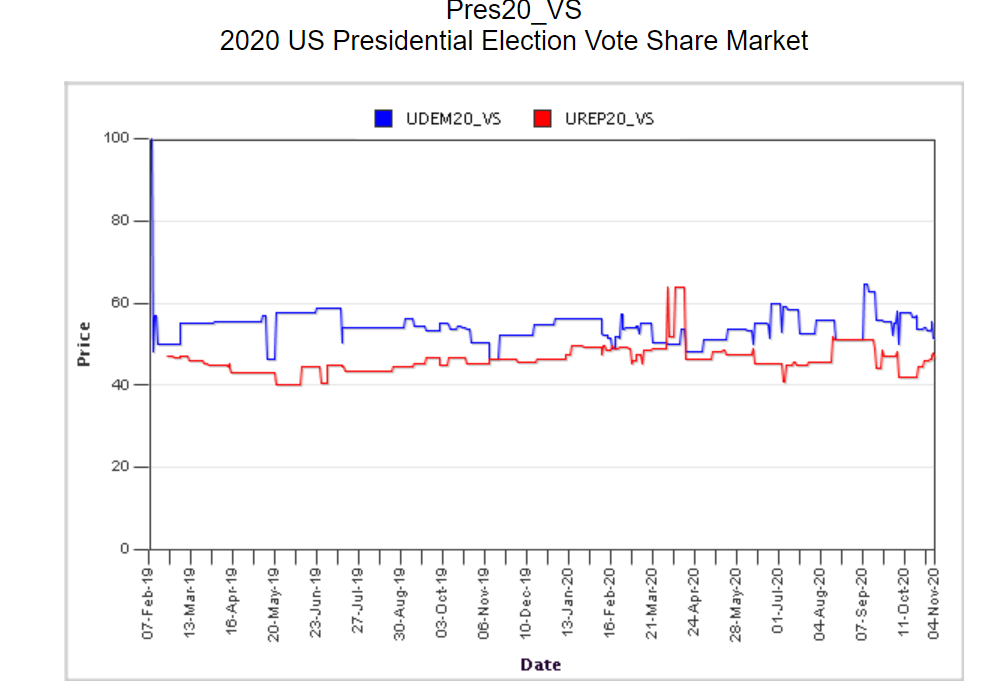 Pres20_VS
2020 US Presidential Election Vote Share Market
UDEM20_VS UREP20_VS
100
80
60
40
20
0
Price
07-Feb-19
13-Mar-19
16-Apr-19
20-May-19
23-Jun-19
27-Jul-19
30-Aug-19
03-Oct-19
06-Nov-19
10-Dec-19
13-Jan-20
16-Feb-20
21-Mar-20
24-Apr-20
28-May-20
01-Jul-20
04-Aug-20
07-Sep-20
11-Oct-20
04-Nov-20
Date